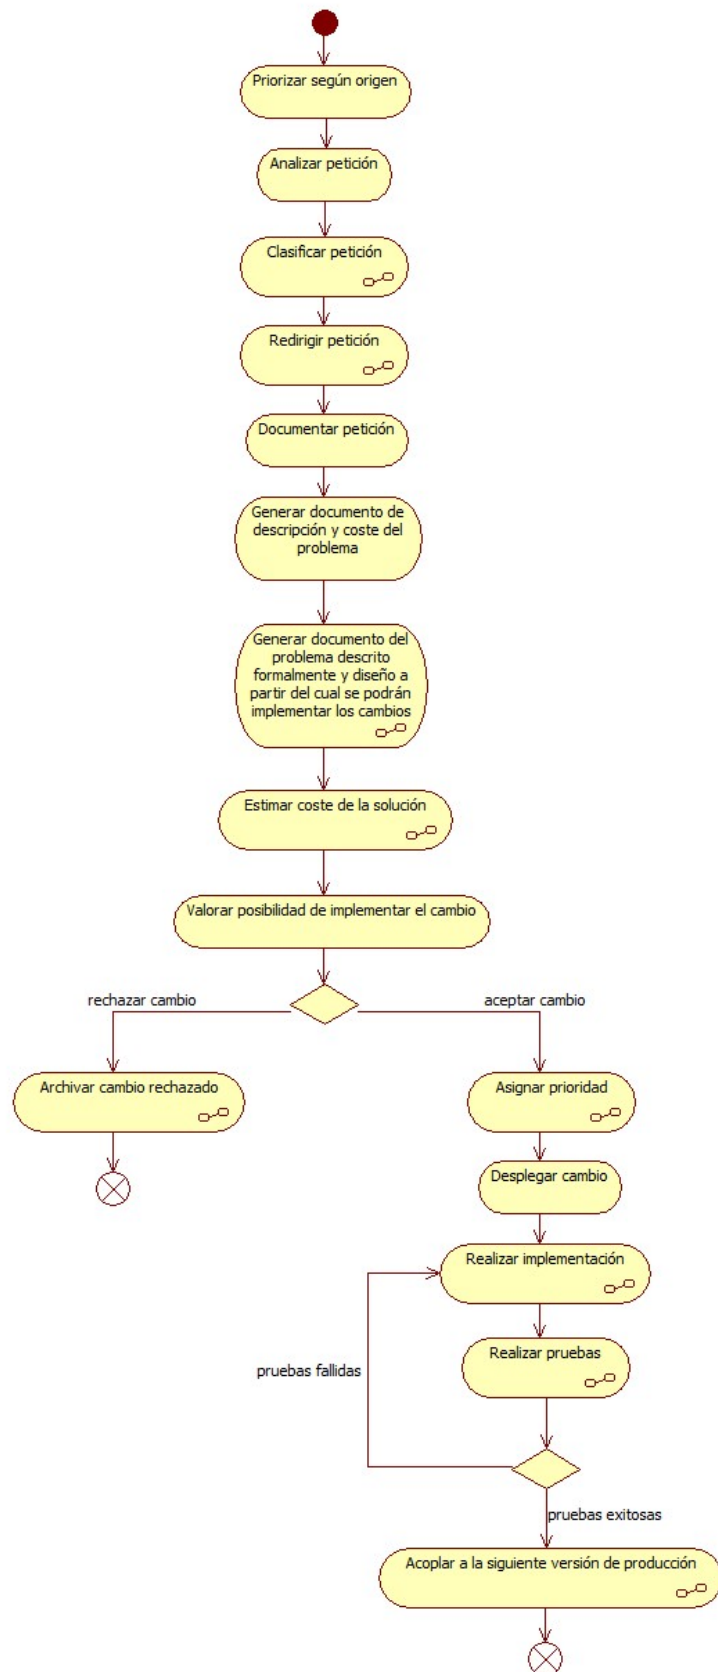 Priorizar según origen
Analizar petición
Clasificar petición
Redirigir petición
Documentar petición
Generar documento de
descripción y coste del
problema
Generar documento del
problema descrito
formalmente y diseño a
partir del cual se podrán
implementar los cambios
Estimar coste de la solución
Valorar posibilidad de implementar el cambio
rechazar cambio
aceptar cambio
Archivar cambio rechazado
Asignar prioridad
Desplegar cambio
Realizar implementación
Realizar pruebas
pruebas fallidas
pruebas exitosas
Acoplar a la siguiente versión de producción